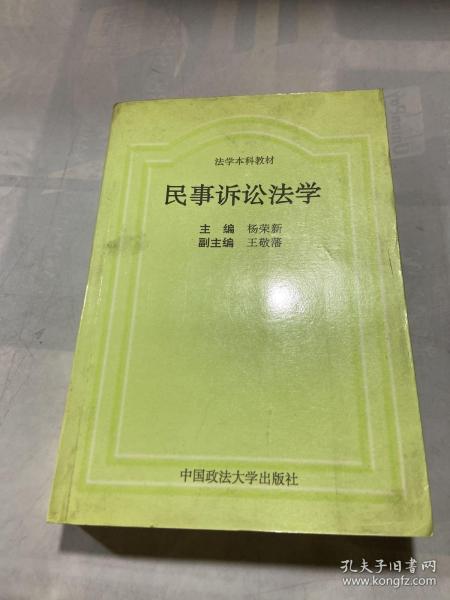 法学本科教材
民事诉讼法学
主 编 杨荣新
副主编 王敬藩
中国政法大学出版社
孔夫子旧书网
www.kongfz.com